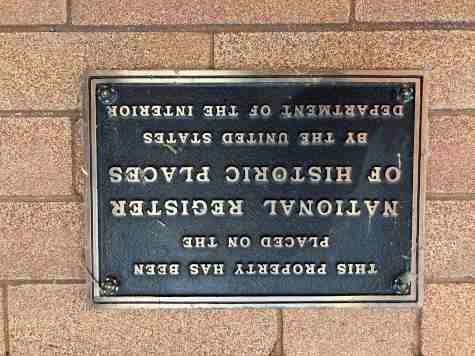 THIS PROPERTY HAS BEEN
PLACED ON THE
NATIONAL REGISTER
OF HISTORIC PLACES
BY THE UNITED STATES
DEPARTMENT OF THE INTERIOR